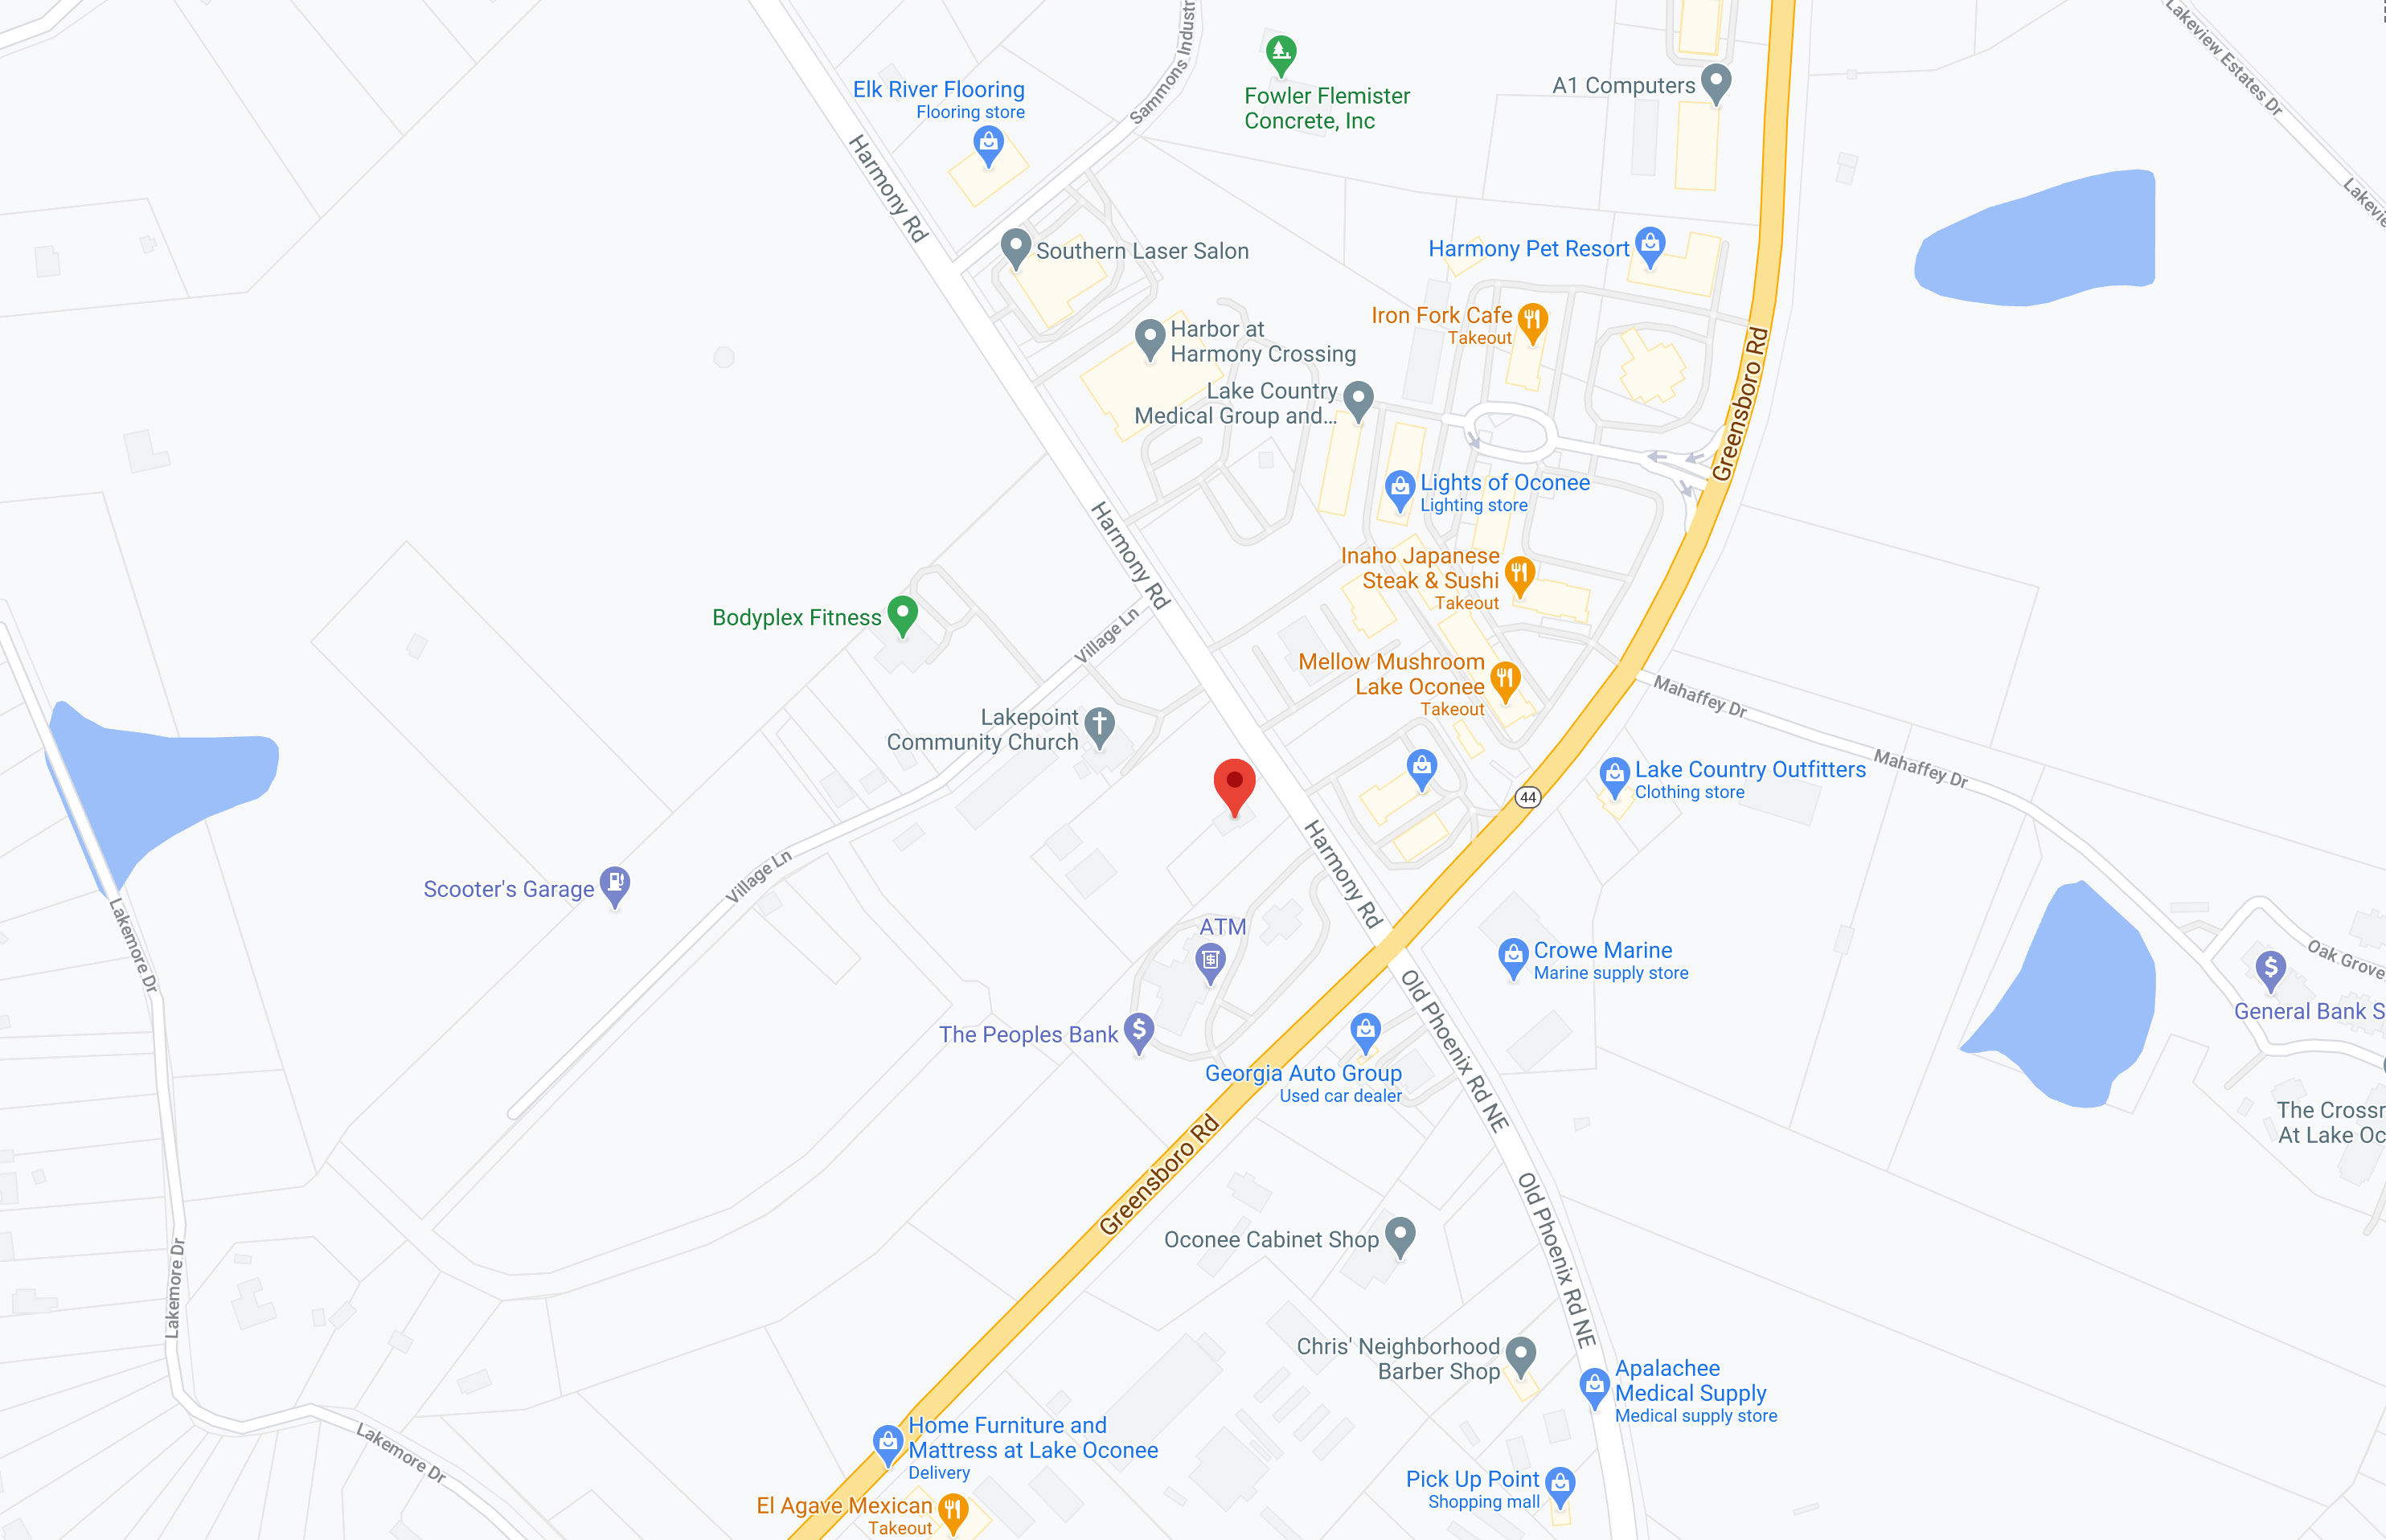 Lakeview Estates Dr
Elk River Flooring
Flooring store
Sammons Industr
Fowler Flemister
Concrete, Inc
A1 Computers
Harmony Rd
Southern Laser Salon
Harmony Pet Resort
Harbor at
Harmony Crossing
Iron Fork Cafe
Takeout
Lake Country
Medical Group and...
Greensboro Rd
Lights of Oconee
Lighting store
Harmony Rd
Inaho Japanese
Steak & Sushi
Takeout
Bodyplex Fitness
Village Ln
Mellow Mushroom
Lake Oconee
Takeout
Mahaffey Dr
Lakepoint
Community Church
Mahaffey Dr
Lake Country Outfitters
Clothing store
44
Harmony Rd
Scooter's Garage
Village Ln
ATM
Lakemore Dr
Crowe Marine
Marine supply store
Oak Grove
General Bank S
The Peoples Bank
Old Phoenix Rd NE
Georgia Auto Group
Used car dealer
The Crossr
At Lake Oc
Greensboro Rd
Oconee Cabinet Shop
Old Phoenix Rd NE
Lakemore Dr
Chris' Neighborhood
Barber Shop
Apalachee
Medical Supply
Medical supply store
Home Furniture and
Mattress at Lake Oconee
Delivery
Lakemore Dr
Pick Up Point
Shopping mall
El Agave Mexican
Takeout